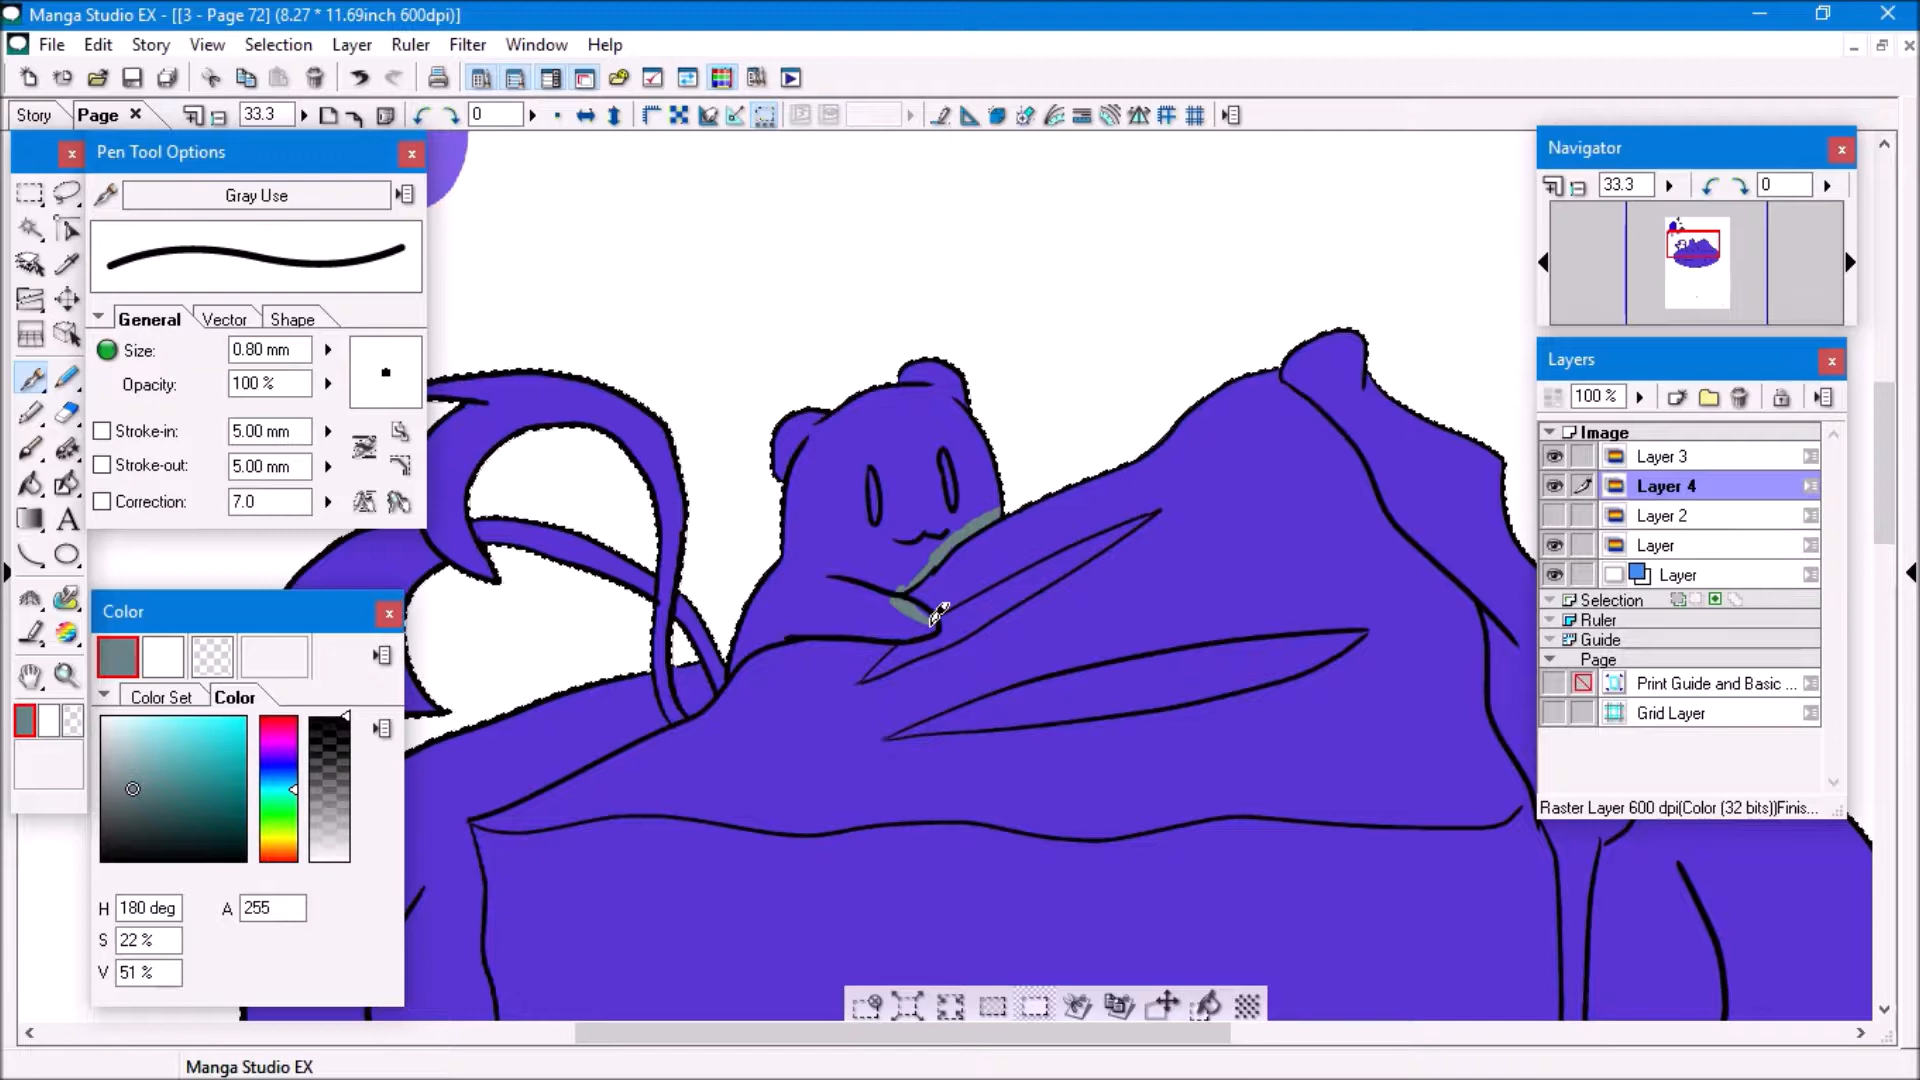 Manga Studio EX - [[3 - Page 72] (8.27 * 11.69inch 600dpi)]
File Edit Story View Selection Layer Ruler Filter Window Help
Story Page 33.3 0
Pen Tool Options
Gray Use
General Vector Shape
Size: 0.80 mm
Opacity: 100 %
Stroke-in: 5.00 mm
Stroke-out: 5.00 mm
Correction: 7.0
A
Color
Color Set Color
H 180 deg A 255
S 22 %
V 51 %
Navigator
33.3 0
Layers
100 %
Image
Layer 3
Layer 4
Layer 2
Layer
Layer
Selection
Ruler
Guide
Page
Print Guide and Basic ...
Grid Layer
Raster Layer 600 dpi(Color (32 bits))Finis...
Manga Studio EX